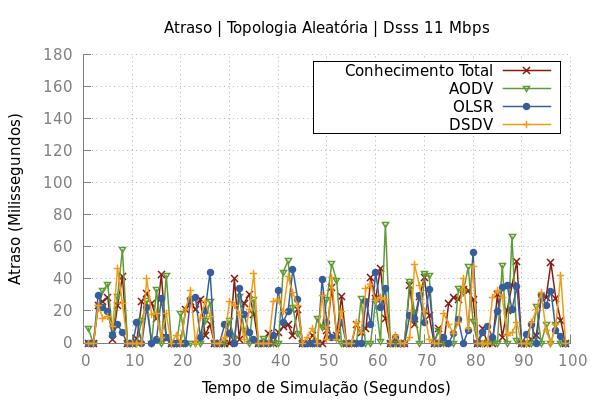 Atraso | Topologia Aleatória | Dsss 11 Mbps
Atraso (Milissegundos)
180
160
140
120
100
80
60
40
20
0
Conhecimento Total
AODV
OLSR
DSDV
0 10 20 30 40 50 60 70 80 90 100
Tempo de Simulação (Segundos)